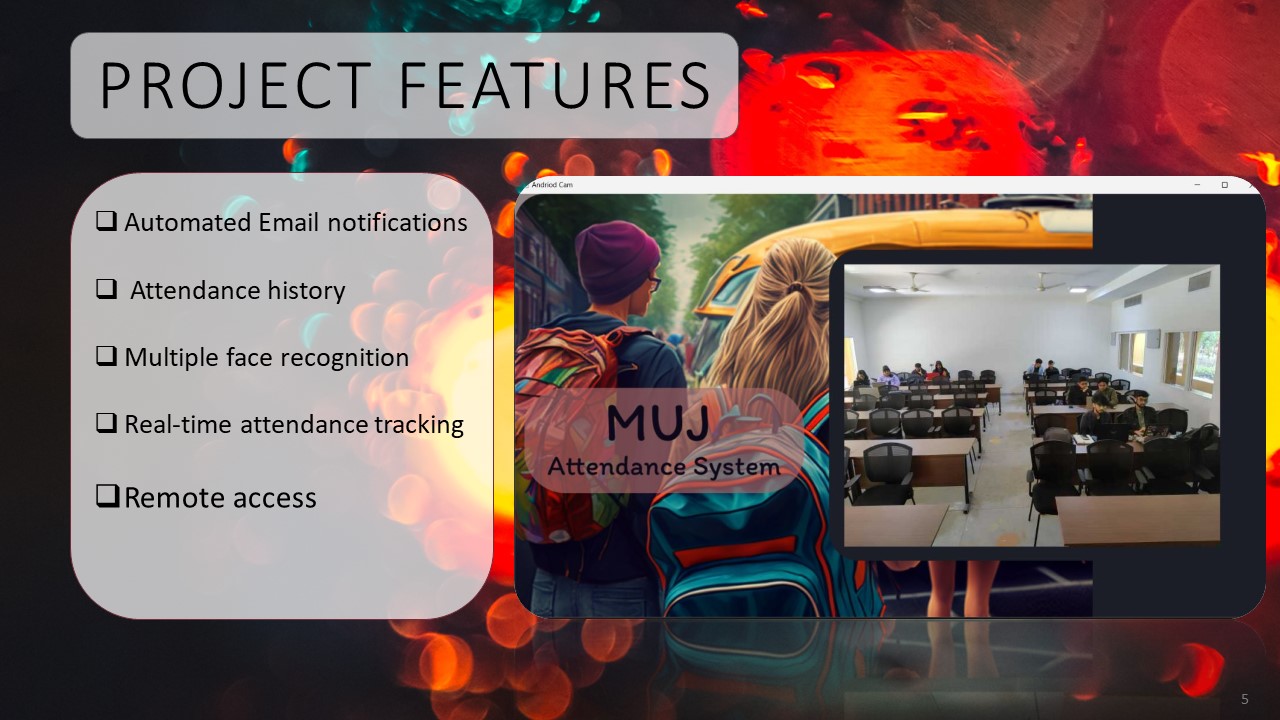 PROJECT FEATURES
Automated Email notifications
Attendance history
Multiple face recognition
Real-time attendance tracking
Remote access
Andriod Cam
MUJ
Attendance System
5